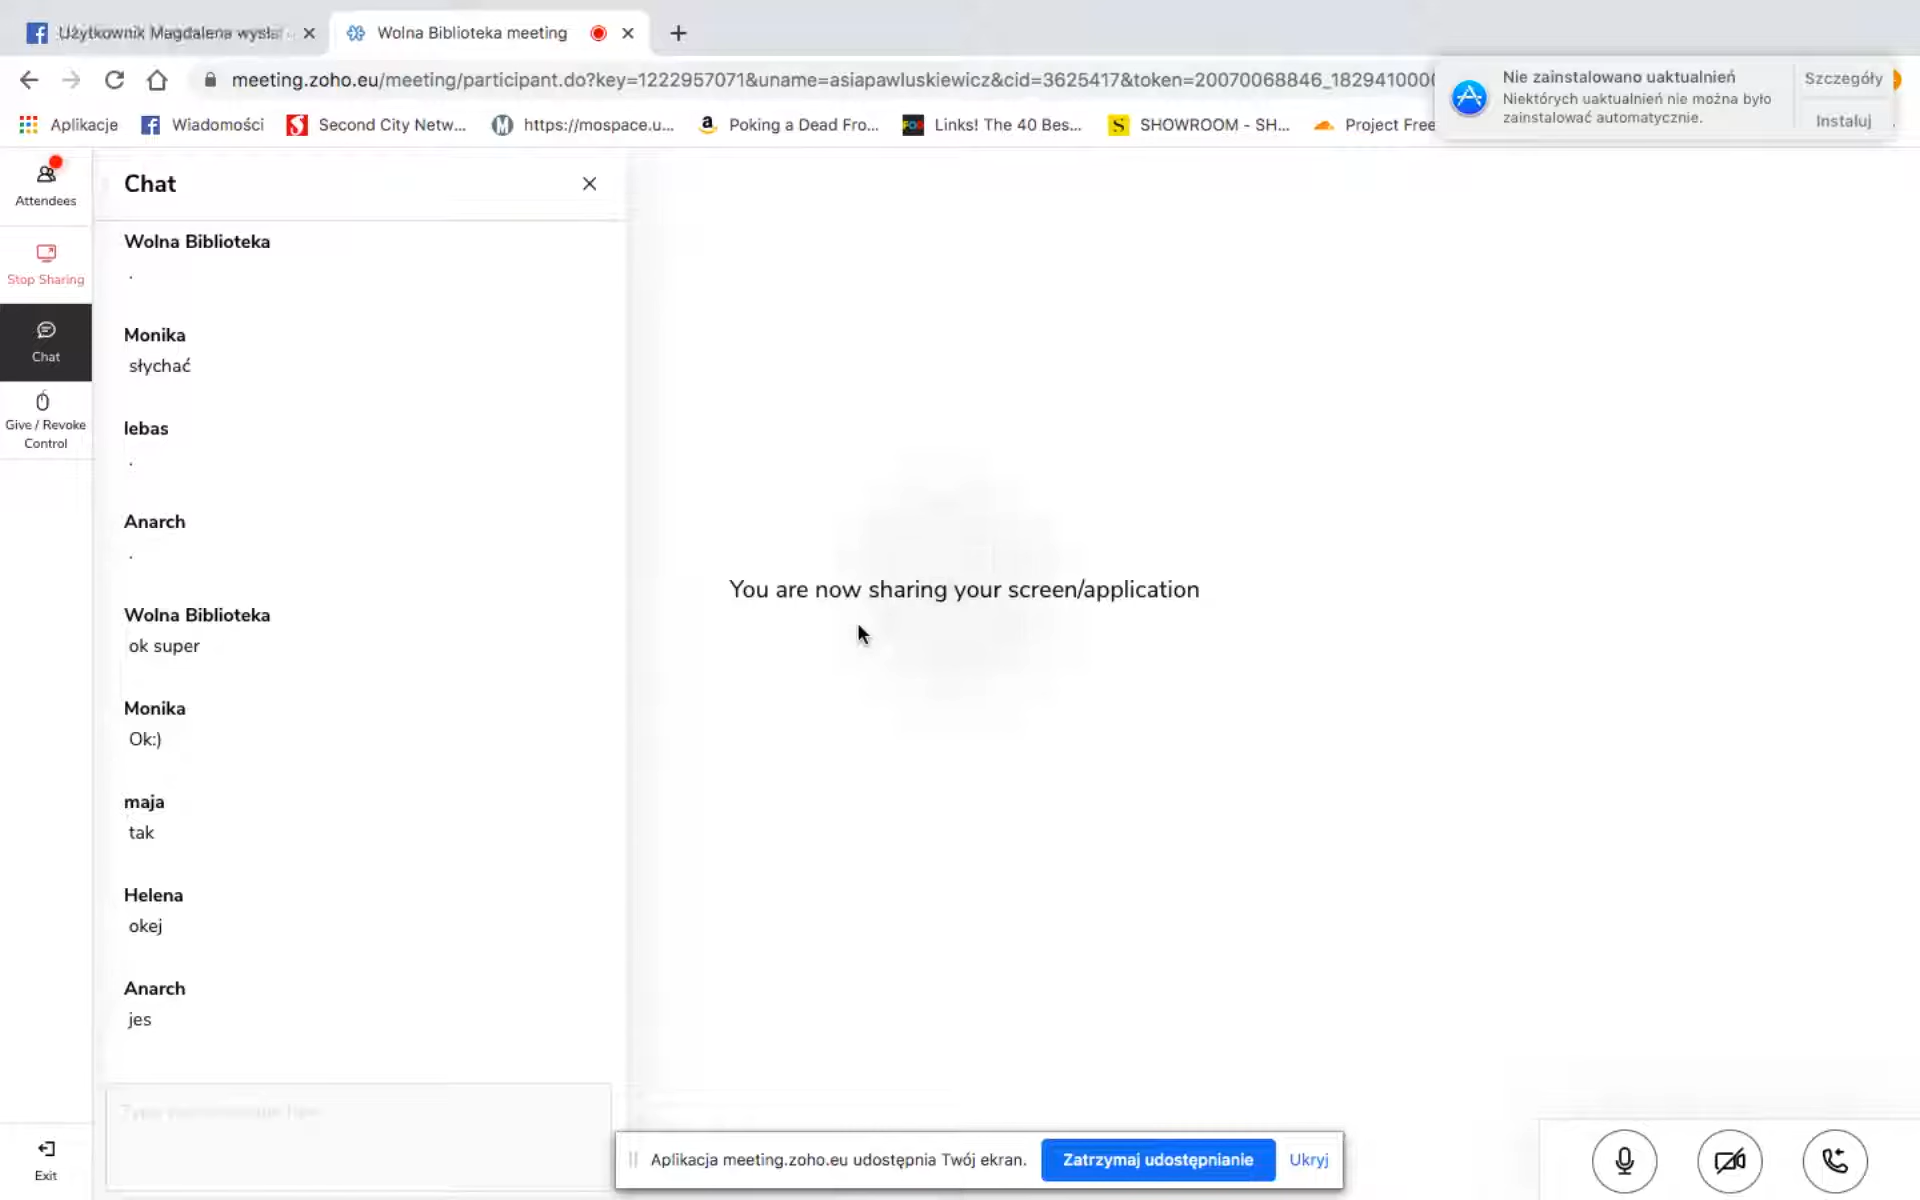 Użytkownik Magdalena wysła
Wolna Biblioteka meeting
meeting.zoho.eu/meeting/participant.do?key=1222957071&uname=asiapawluskiewicz&cid=3625417&token=20070068846_1829410000
Nie zainstalowano uaktualnień
Niektórych uaktualnień nie można było
zainstalować automatycznie.
Szczegóły
Instaluj
Aplikacje
Wiadomości
Second City Netw...
https://mospace.u...
Poking a Dead Fro...
Links! The 40 Bes...
SHOWROOM - SH...
Project Free
Attendees
Stop Sharing
Chat
Give / Revoke
Control
Exit
Chat
Wolna Biblioteka
.
Monika
słychać
lebas
.
Anarch
.
Wolna Biblioteka
ok super
Monika
Ok:)
maja
tak
Helena
okej
Anarch
jes
You are now sharing your screen/application
Aplikacja meeting.zoho.eu udostępnia Twój ekran.
Zatrzymaj udostępnianie
Ukryj